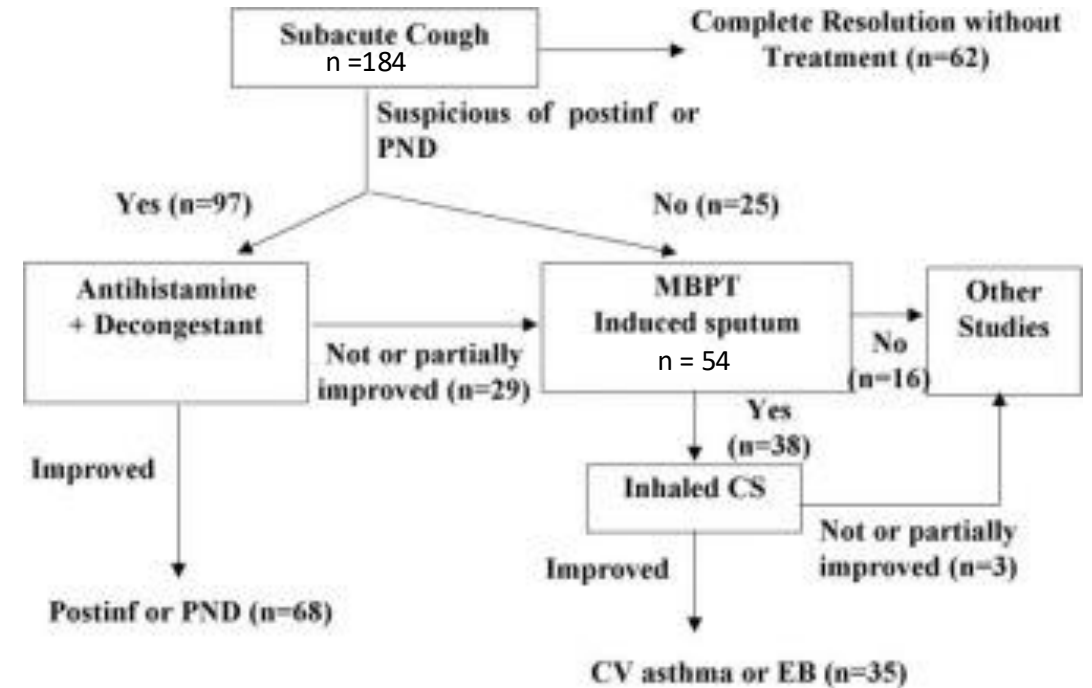 Subacute Cough
n =184
Complete Resolution without
Treatment (n=62)
Suspicious of postinf or
PND
Yes (n=97)
No (n=25)
Antihistamine
+ Decongestant
Not or partially
improved (n=29)
MBPT
Induced sputum
n = 54
No
(n=16)
Other
Studies
Yes
(n=38)
Improved
Inhaled CS
Not or partially
improved (n=3)
Improved
Postinf or PND (n=68)
CV asthma or EB (n=35)